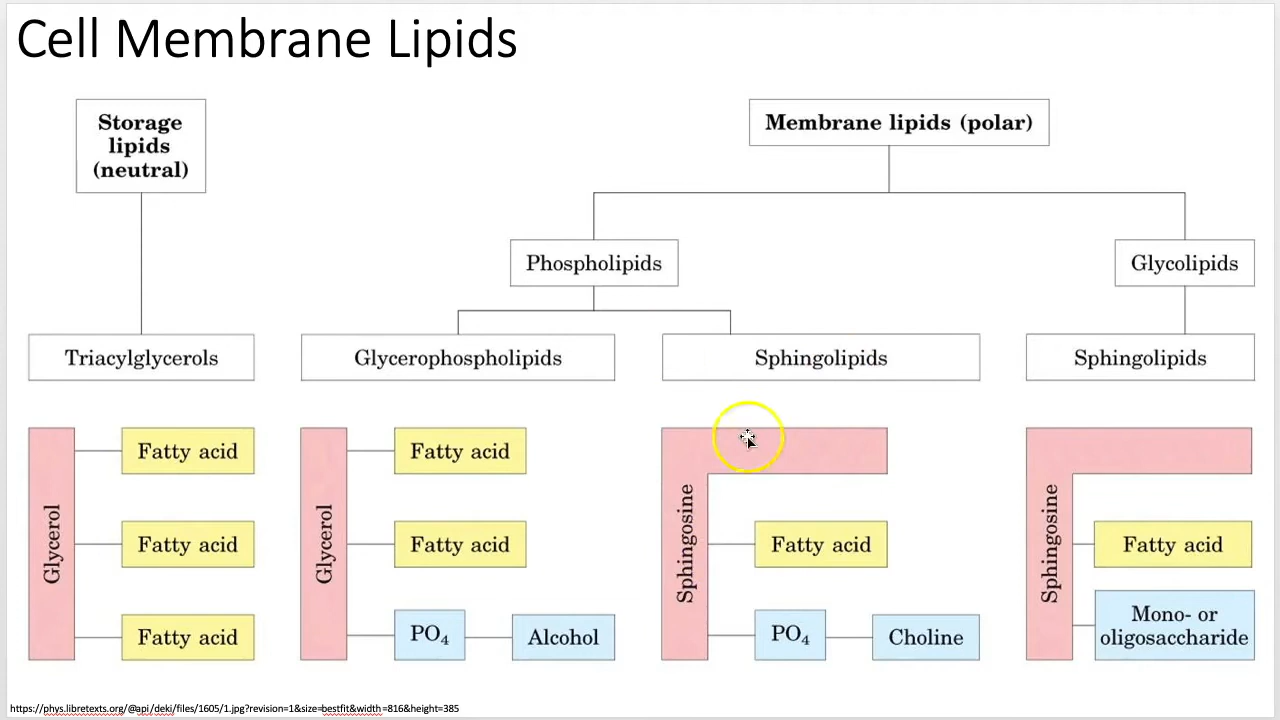 Cell Membrane Lipids
Storage
lipids
(neutral)
Membrane lipids (polar)
Phospholipids
Glycolipids
Triacylglycerols
Glycerophospholipids
Sphingolipids
Sphingolipids
Glycerol
Fatty acid
Fatty acid
Fatty acid
Glycerol
Fatty acid
Fatty acid
PO₄
Alcohol
Sphingosine
Fatty acid
PO₄
Choline
Sphingosine
Fatty acid
Mono- or
oligosaccharide
https://phys.libretexts.org/@api/deki/files/1605/1.jpg?revision=1&size=bestfit&width=816&height=385